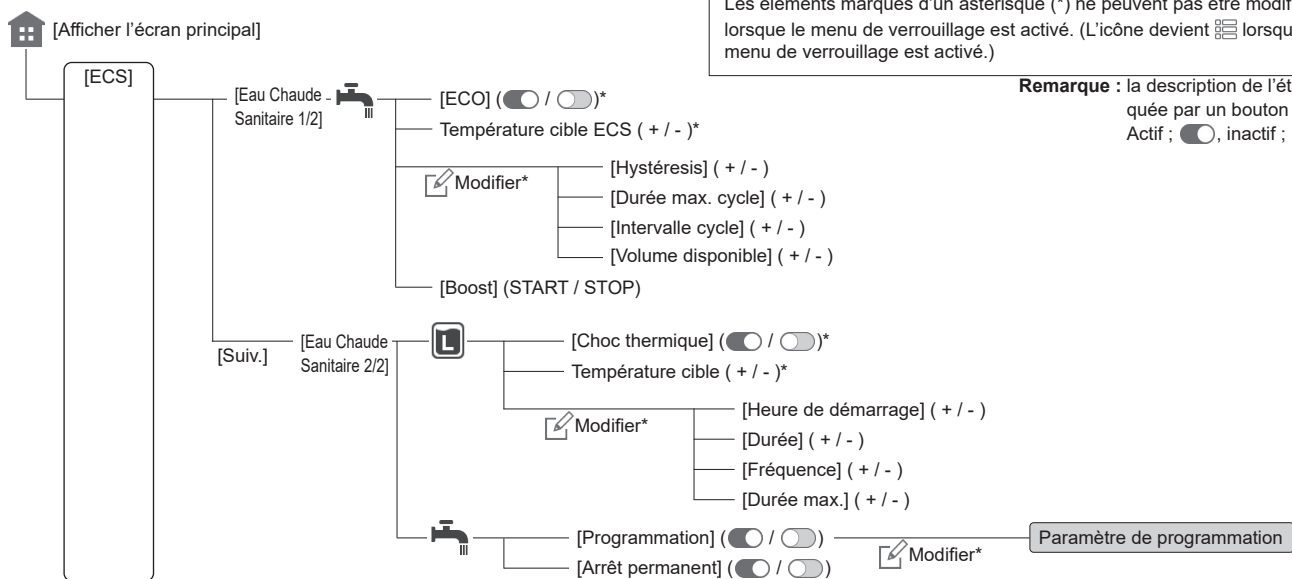 Les éléments marqués d'un astérisque (*) ne peuvent pas être modif
lorsque le menu de verrouillage est activé. (L'icône devient lorsqu
menu de verrouillage est activé.)
[Afficher l'écran principal]
Remarque : la description de l'ét
quée par un bouton
Actif ; , inactif ;
[ECS]
[Eau Chaude
Sanitaire 1/2]
[ECO] ( / )*
Température cible ECS ( + / - )*
Modifier*
[Hystéresis] ( + / - )
[Durée max. cycle] ( + / - )
[Intervalle cycle] ( + / - )
[Volume disponible] ( + / - )
[Boost] (START / STOP)
[Suiv.]
[Eau Chaude
Sanitaire 2/2]
L
[Choc thermique] ( / )*
Température cible ( + / - )*
Modifier*
[Heure de démarrage] ( + / - )
[Durée] ( + / - )
[Fréquence] ( + / - )
[Durée max.] ( + / - )
[Programmation] ( / )
Modifier*
Paramètre de programmation
[Arrêt permanent] ( / )